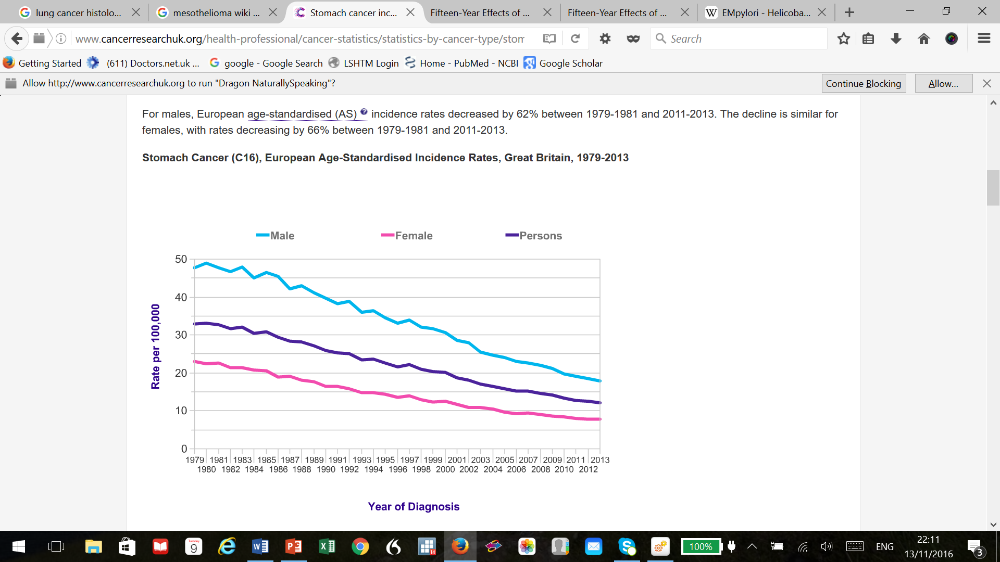 lung cancer histolo...
mesothelioma wiki ...
Stomach cancer inc...
Fifteen-Year Effects of ...
Fifteen-Year Effects of ...
W EMpylori - Helicoba...
www.cancerresearchuk.org/health-professional/cancer-statistics/statistics-by-cancer-type/stom
Search
Getting Started
(611) Doctors.net.uk ...
google - Google Search
LSHTM Login
Home - PubMed - NCBI
Google Scholar
Allow http://www.cancerresearchuk.org to run "Dragon NaturallySpeaking"?
Continue Blocking
Allow...
For males, European age-standardised (AS) ? incidence rates decreased by 62% between 1979-1981 and 2011-2013. The decline is similar for
females, with rates decreasing by 66% between 1979-1981 and 2011-2013.
Stomach Cancer (C16), European Age-Standardised Incidence Rates, Great Britain, 1979-2013
Male Female Persons
50
40
30
20
10
0
Rate per 100,000
1979 1981 1983 1985 1987 1989 1991 1993 1995 1997 1999 2001 2003 2005 2007 2009 2011 2013
1980 1982 1984 1986 1988 1990 1992 1994 1996 1998 2000 2002 2004 2006 2008 2010 2012
Year of Diagnosis
Tuesday
9
14
100%
ENG
22:11
13/11/2016
3